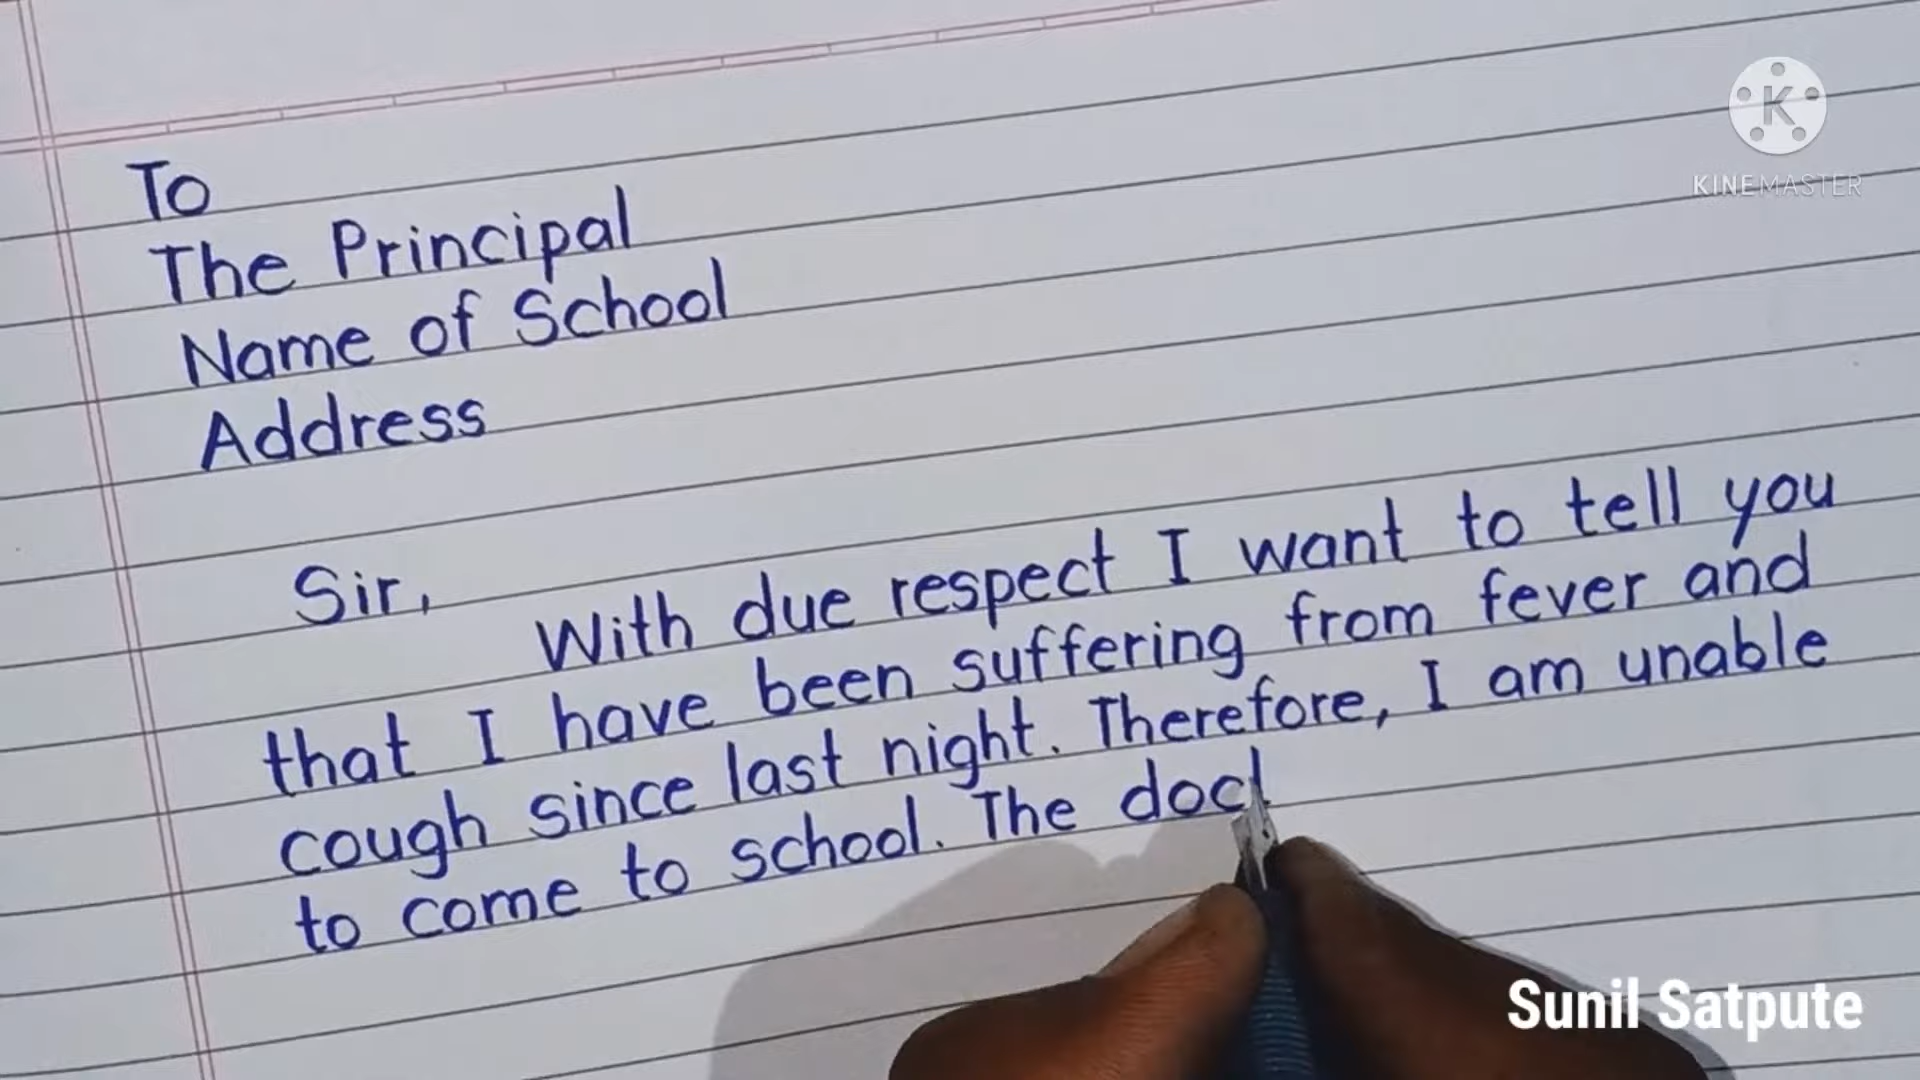 To
The Principal
Name of School
Address
Sir,
With due respect I want to tell you
that I have been suffering from fever and
cough since last night. Therefore, I am unable
to come to school. The
KINEMASTER
Sunil Satpute